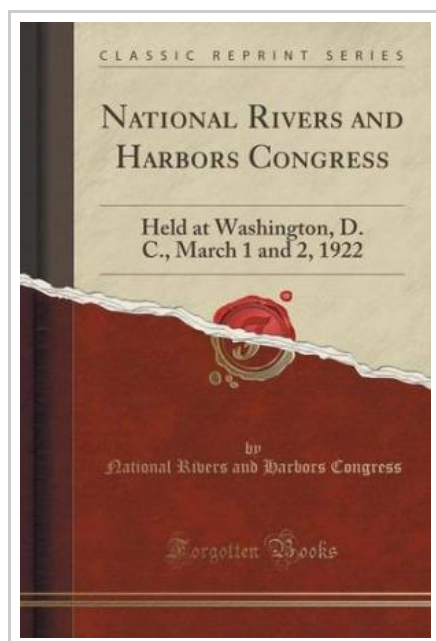 CLASSIC REPRINT SERIES
NATIONAL RIVERS AND
HARBORS CONGRESS
Held at Washington, D.
C., March 1 and 2, 1922
F
by
National Rivers and Harbors Congress
Forgotten Books